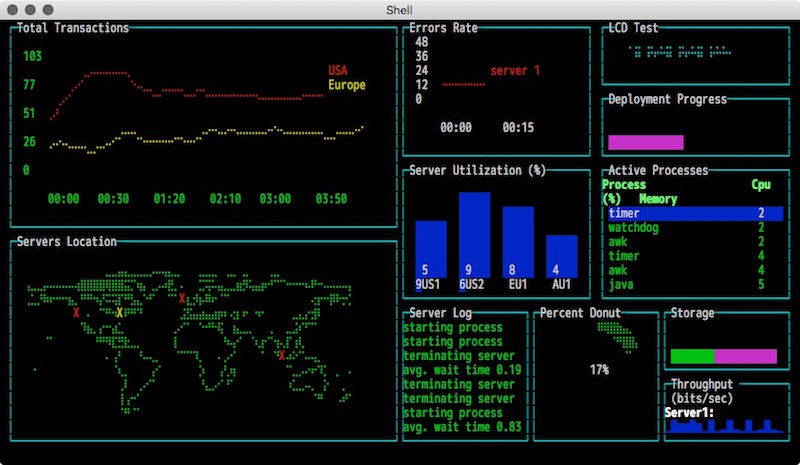 Shell
Total Transactions
103
77
51
26
0
USA
Europe
00:00 00:30 01:20 02:10 03:00 03:50
Errors Rate
48
36
24
12
0
server 1
00:00 00:15
LCD Test
Deployment Progress
Server Utilization (%)
5 9 8 4
9US1 6US2 EU1 AU1
Active Processes
Process Cpu
(%) Memory
timer 2
watchdog 2
awk 2
timer 4
awk 4
java 5
Servers Location
X X X X
Server Log
starting process
starting process
terminating server
avg. wait time 0.19
terminating server
terminating server
starting process
avg. wait time 0.83
Percent Donut
17%
Storage
Throughput
(bits/sec)
Server1: